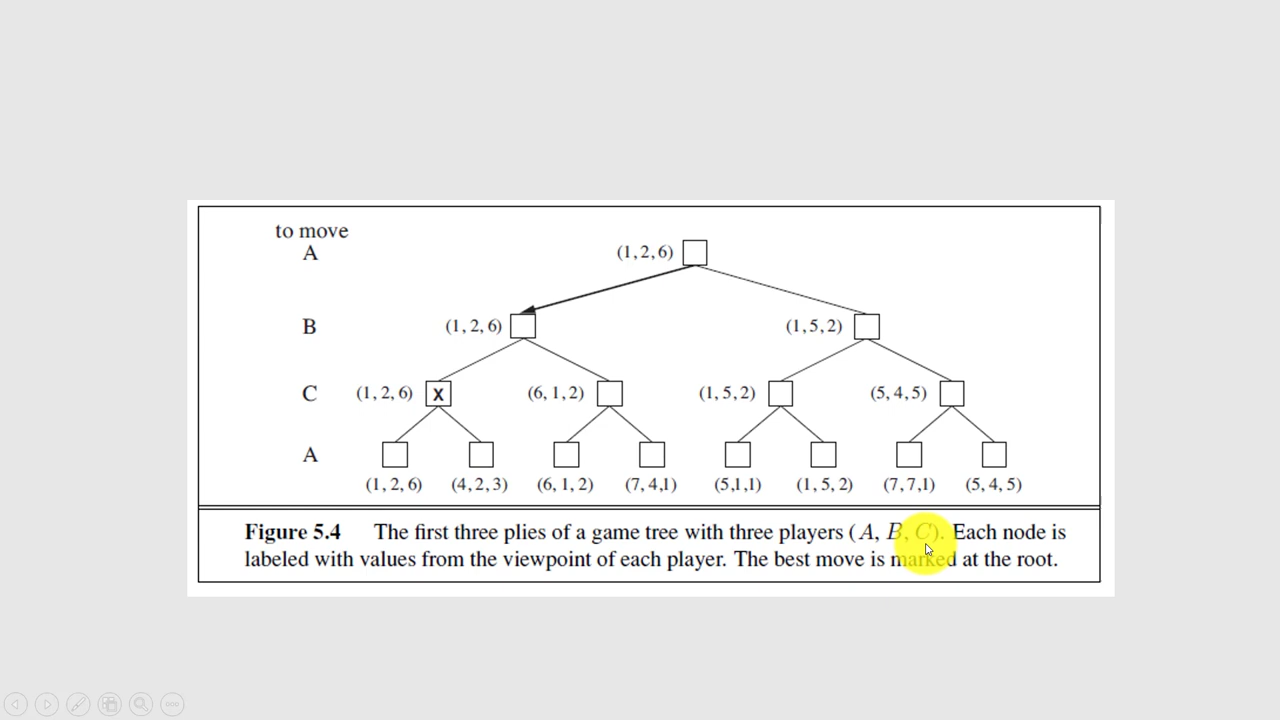 to move
A
(1, 2, 6)
B
(1, 2, 6)
(1, 5, 2)
C
(1, 2, 6)
X
(6, 1, 2)
(1, 5, 2)
(5, 4, 5)
A
(1, 2, 6)
(4, 2, 3)
(6, 1, 2)
(7, 4,1)
(5,1,1)
(1, 5, 2)
(7,7,1)
(5, 4, 5)
Figure 5.4 The first three plies of a game tree with three players (A, B, C). Each node is
labeled with values from the viewpoint of each player. The best move is marked at the root.